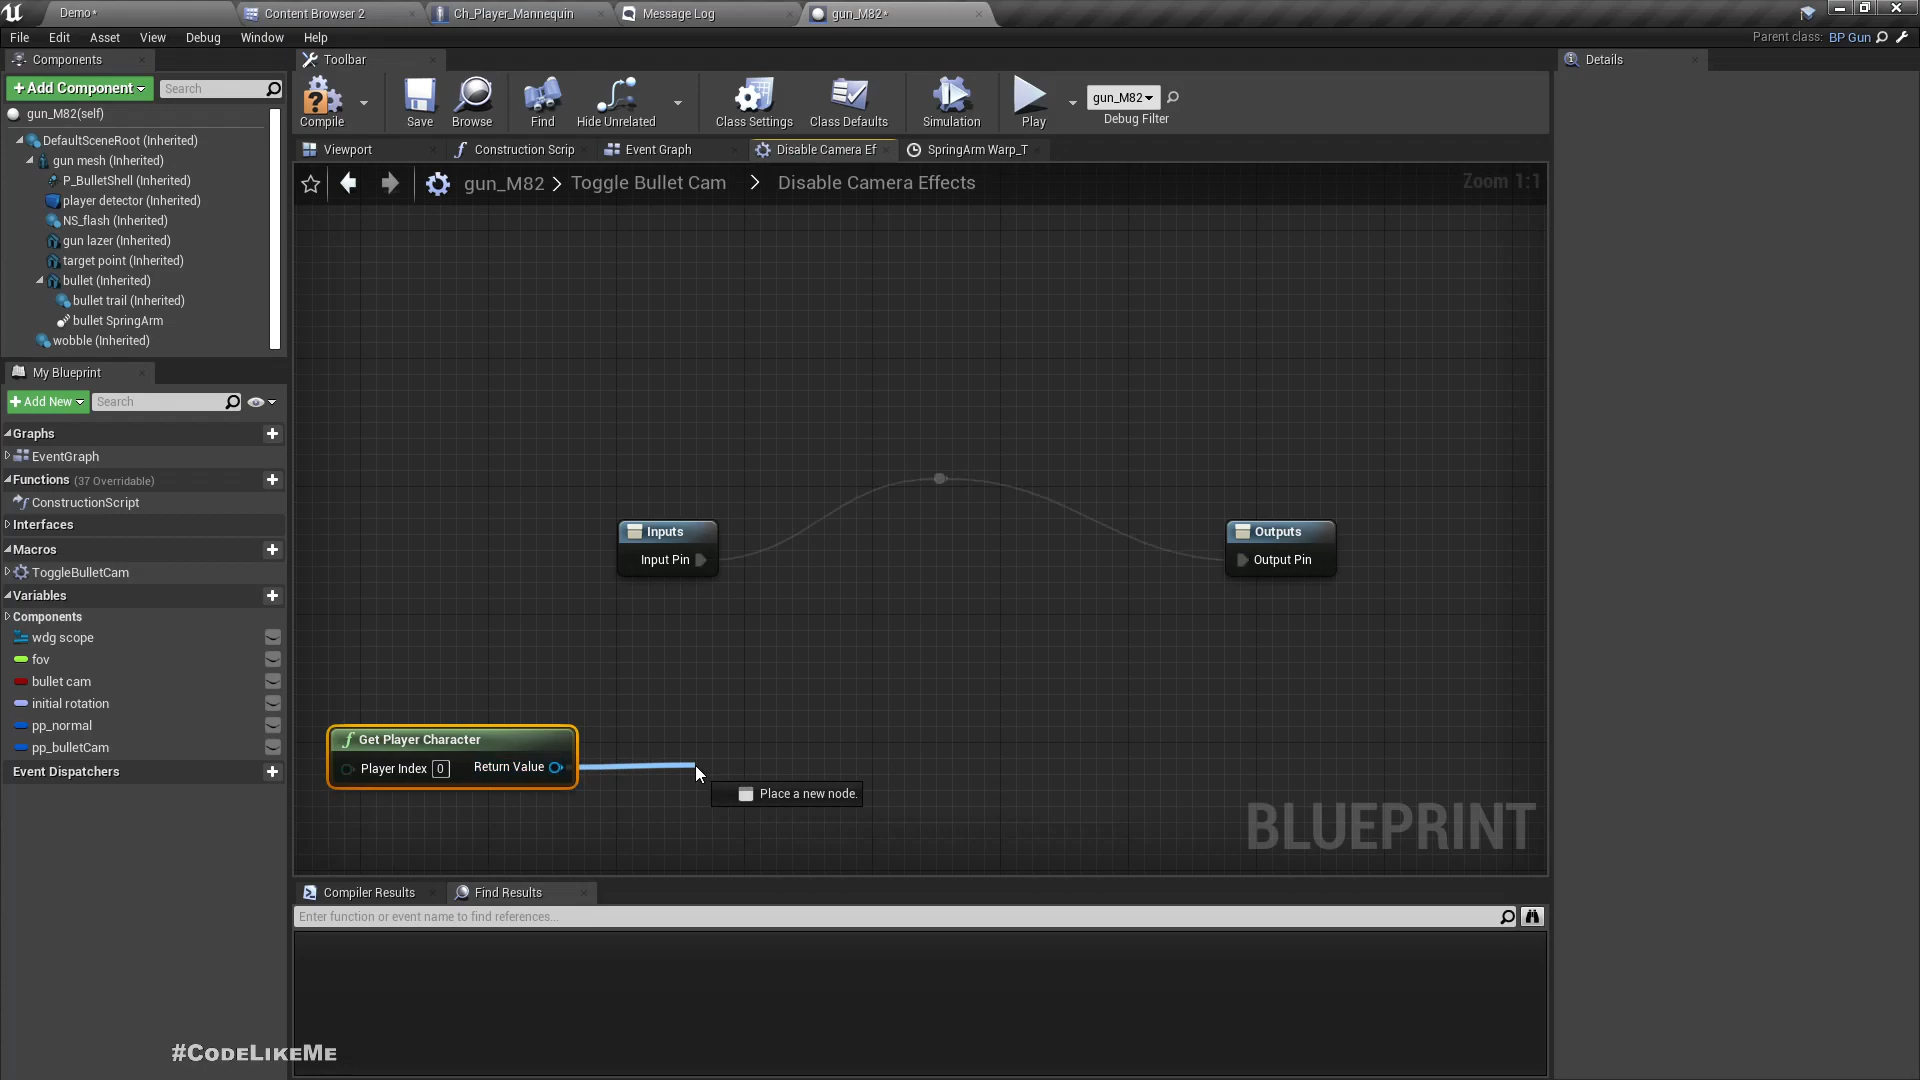 Demo*
Content Browser 2
Ch_Player_Mannequin
Message Log
gun_M82*
File Edit Asset View Debug Window Help
Parent class: BP Gun
Components
Toolbar
Details
+Add Component
Search
Compile
Save
Browse
Find
Hide Unrelated
Class Settings
Class Defaults
Simulation
Play
gun_M82
Debug Filter
gun_M82(self)
DefaultSceneRoot (Inherited)
gun mesh (Inherited)
P_BulletShell (Inherited)
player detector (Inherited)
NS_flash (Inherited)
gun lazer (Inherited)
target point (Inherited)
bullet (Inherited)
bullet trail (Inherited)
bullet SpringArm
wobble (Inherited)
Viewport
Construction Scrip
Event Graph
Disable Camera Ef
SpringArm Warp_T
gun_M82 > Toggle Bullet Cam > Disable Camera Effects
Zoom 1:1
My Blueprint
+Add New
Search
Graphs
EventGraph
Functions (37 Overridable)
ConstructionScript
Interfaces
Macros
ToggleBulletCam
Variables
Components
wdg scope
fov
bullet cam
initial rotation
pp_normal
pp_bulletCam
Event Dispatchers
Inputs
Input Pin
Outputs
Output Pin
Get Player Character
Player Index 0 Return Value
Place a new node.
BLUEPRINT
Compiler Results
Find Results
Enter function or event name to find references...
#CodeLikeMe